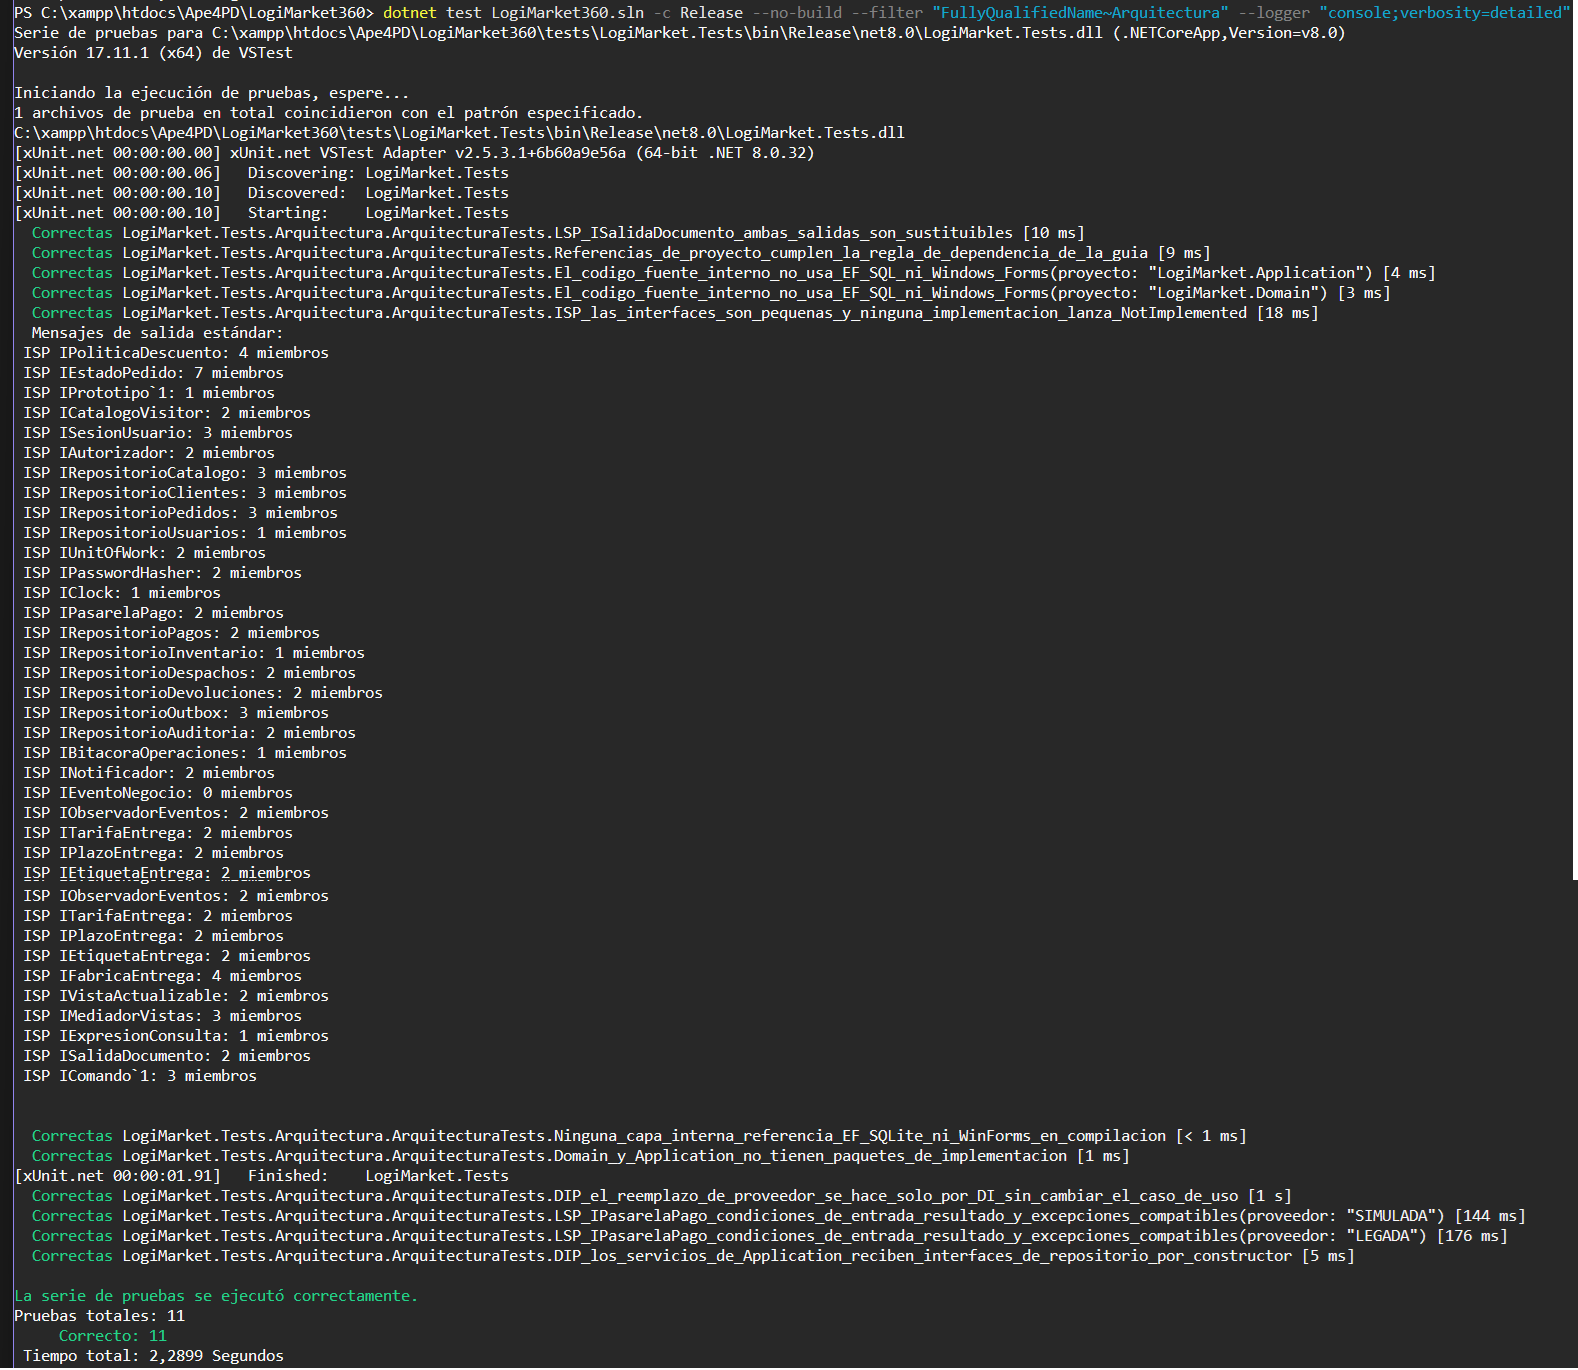 PS C:\xampp\htdocs\Ape4PD\LogiMarket360> dotnet test LogiMarket360.sln -c Release --no-build --filter "FullyQualifiedName~Arquitectura" --logger "console;verbosity=detailed"
Serie de pruebas para C:\xampp\htdocs\Ape4PD\LogiMarket360\tests\LogiMarket.Tests\bin\Release\net8.0\LogiMarket.Tests.dll (.NETCoreApp,Version=v8.0)
Versión 17.11.1 (x64) de VSTest

Iniciando la ejecución de pruebas, espere...
1 archivos de prueba en total coincidieron con el patrón especificado.
C:\xampp\htdocs\Ape4PD\LogiMarket360\tests\LogiMarket.Tests\bin\Release\net8.0\LogiMarket.Tests.dll
[xUnit.net 00:00:00.00] xUnit.net VSTest Adapter v2.5.3.1+6b60a9e56a (64-bit .NET 8.0.32)
[xUnit.net 00:00:00.06]   Discovering: LogiMarket.Tests
[xUnit.net 00:00:00.10]   Discovered:  LogiMarket.Tests
[xUnit.net 00:00:00.10]   Starting:    LogiMarket.Tests
  Correctas LogiMarket.Tests.Arquitectura.ArquitecturaTests.LSP_ISalidaDocumento_ambas_salidas_son_sustituibles [10 ms]
  Correctas LogiMarket.Tests.Arquitectura.ArquitecturaTests.Referencias_de_proyecto_cumplen_la_regla_de_dependencia_de_la_guia [9 ms]
  Correctas LogiMarket.Tests.Arquitectura.ArquitecturaTests.El_codigo_fuente_interno_no_usa_EF_SQL_ni_Windows_Forms(proyecto: "LogiMarket.Application") [4 ms]
  Correctas LogiMarket.Tests.Arquitectura.ArquitecturaTests.El_codigo_fuente_interno_no_usa_EF_SQL_ni_Windows_Forms(proyecto: "LogiMarket.Domain") [3 ms]
  Correctas LogiMarket.Tests.Arquitectura.ArquitecturaTests.ISP_las_interfaces_son_pequenas_y_ninguna_implementacion_lanza_NotImplemented [18 ms]
  Mensajes de salida estándar:
 ISP IPoliticaDescuento: 4 miembros
 ISP IEstadoPedido: 7 miembros
 ISP IPrototipo`1: 1 miembros
 ISP ICatalogoVisitor: 2 miembros
 ISP ISesionUsuario: 3 miembros
 ISP IAutorizador: 2 miembros
 ISP IRepositorioCatalogo: 3 miembros
 ISP IRepositorioClientes: 3 miembros
 ISP IRepositorioPedidos: 3 miembros
 ISP IRepositorioUsuarios: 1 miembros
 ISP IUnitOfWork: 2 miembros
 ISP IPasswordHasher: 2 miembros
 ISP IClock: 1 miembros
 ISP IPasarelaPago: 2 miembros
 ISP IRepositorioPagos: 2 miembros
 ISP IRepositorioInventario: 1 miembros
 ISP IRepositorioDespachos: 2 miembros
 ISP IRepositorioDevoluciones: 2 miembros
 ISP IRepositorioOutbox: 3 miembros
 ISP IRepositorioAuditoria: 2 miembros
 ISP IBitacoraOperaciones: 1 miembros
 ISP INotificador: 2 miembros
 ISP IEventoNegocio: 0 miembros
 ISP IObservadorEventos: 2 miembros
 ISP ITarifaEntrega: 2 miembros
 ISP IPlazoEntrega: 2 miembros
 ISP IEtiquetaEntrega: 2 miembros
 ISP IObservadorEventos: 2 miembros
 ISP ITarifaEntrega: 2 miembros
 ISP IPlazoEntrega: 2 miembros
 ISP IEtiquetaEntrega: 2 miembros
 ISP IFabricaEntrega: 4 miembros
 ISP IVistaActualizable: 2 miembros
 ISP IMediadorVistas: 3 miembros
 ISP IExpresionConsulta: 1 miembros
 ISP ISalidaDocumento: 2 miembros
 ISP IComando`1: 3 miembros

  Correctas LogiMarket.Tests.Arquitectura.ArquitecturaTests.Ninguna_capa_interna_referencia_EF_SQLite_ni_WinForms_en_compilacion [< 1 ms]
  Correctas LogiMarket.Tests.Arquitectura.ArquitecturaTests.Domain_y_Application_no_tienen_paquetes_de_implementacion [1 ms]
[xUnit.net 00:00:01.91]   Finished:    LogiMarket.Tests
  Correctas LogiMarket.Tests.Arquitectura.ArquitecturaTests.DIP_el_reemplazo_de_proveedor_se_hace_solo_por_DI_sin_cambiar_el_caso_de_uso [1 s]
  Correctas LogiMarket.Tests.Arquitectura.ArquitecturaTests.LSP_IPasarelaPago_condiciones_de_entrada_resultado_y_excepciones_compatibles(proveedor: "SIMULADA") [144 ms]
  Correctas LogiMarket.Tests.Arquitectura.ArquitecturaTests.LSP_IPasarelaPago_condiciones_de_entrada_resultado_y_excepciones_compatibles(proveedor: "LEGADA") [176 ms]
  Correctas LogiMarket.Tests.Arquitectura.ArquitecturaTests.DIP_los_servicios_de_Application_reciben_interfaces_de_repositorio_por_constructor [5 ms]

La serie de pruebas se ejecutó correctamente.
Pruebas totales: 11
     Correcto: 11
 Tiempo total: 2,2899 Segundos